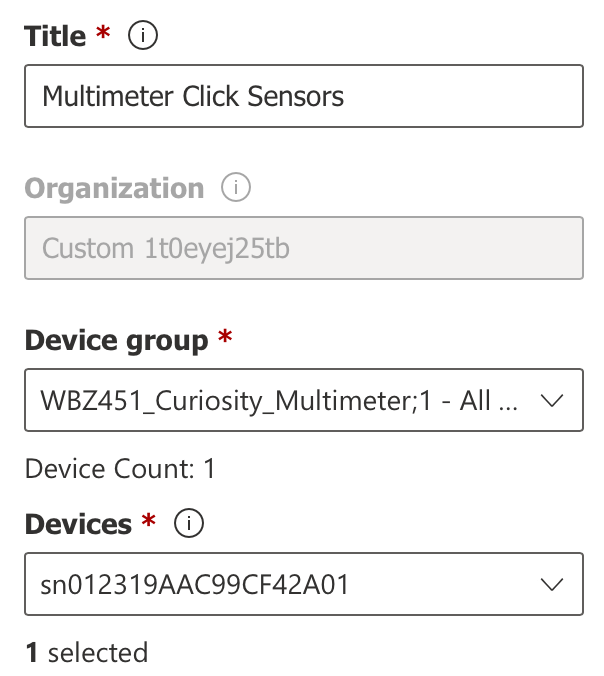 Title *
Multimeter Click Sensors
Organization
Custom 1t0eyej25tb
Device group *
WBZ451_Curiosity_Multimeter;1 - All ...
Device Count: 1
Devices *
sn012319AAC99CF42A01
1 selected